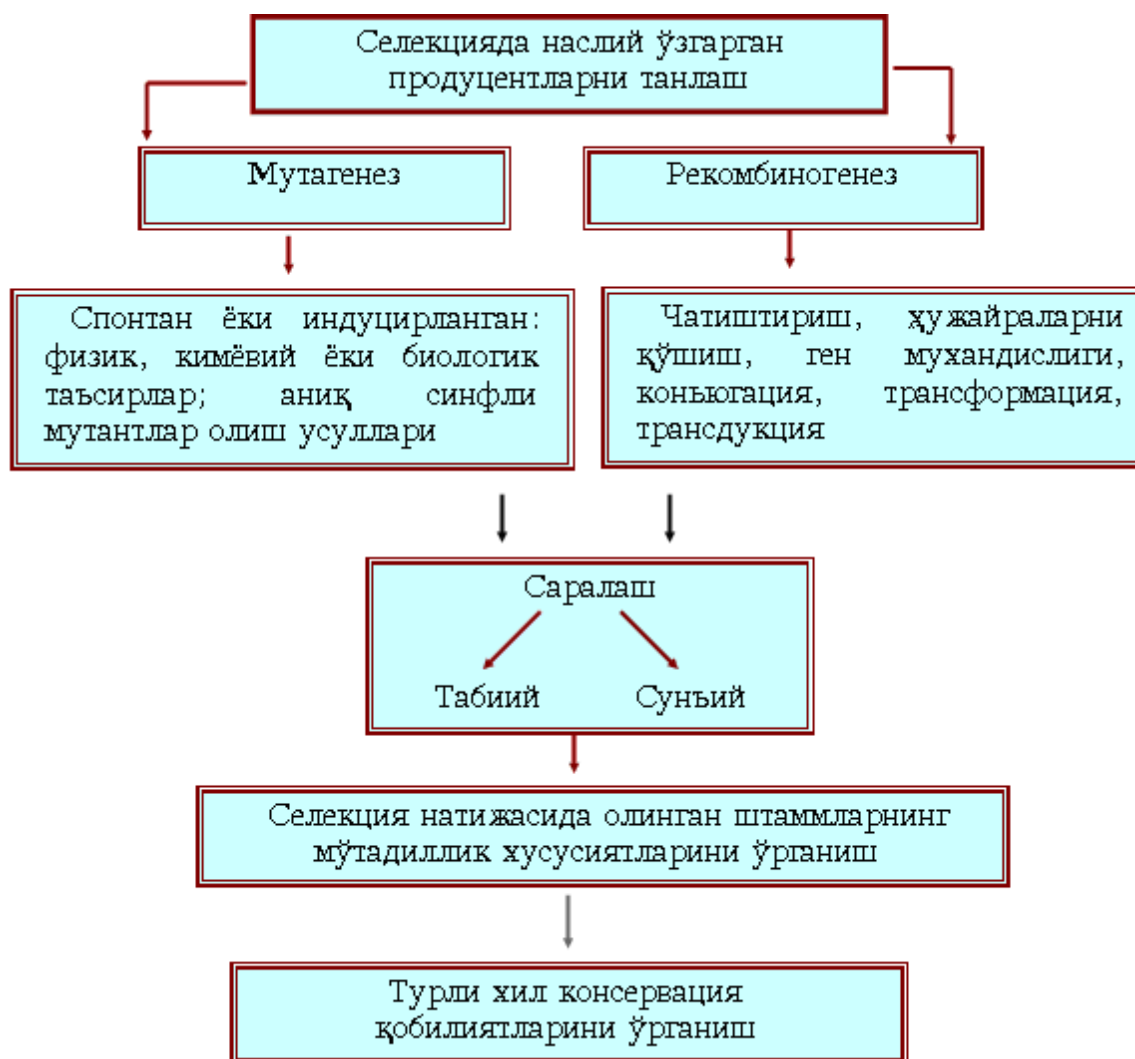 Селекцияда наслий ўзгарган
продуцентларни танлаш
Мутагенез
Рекомбиногенез
Спонтан ёки индуцирланган:
физик, кимёвий ёки биологик
таъсирлар; аниқ синфли
мутантлар олиш усуллари
Чатиштириш, ҳужайраларни
қўшиш, ген мухандислиги,
коньюгация, трансформация,
трансдукция
Саралаш
Табиий
Сунъий
Селекция натижасида олинган штаммларнинг
мўтадиллик хусусиятларини ўрганиш
Турли хил консервация
қобилиятларини ўрганиш